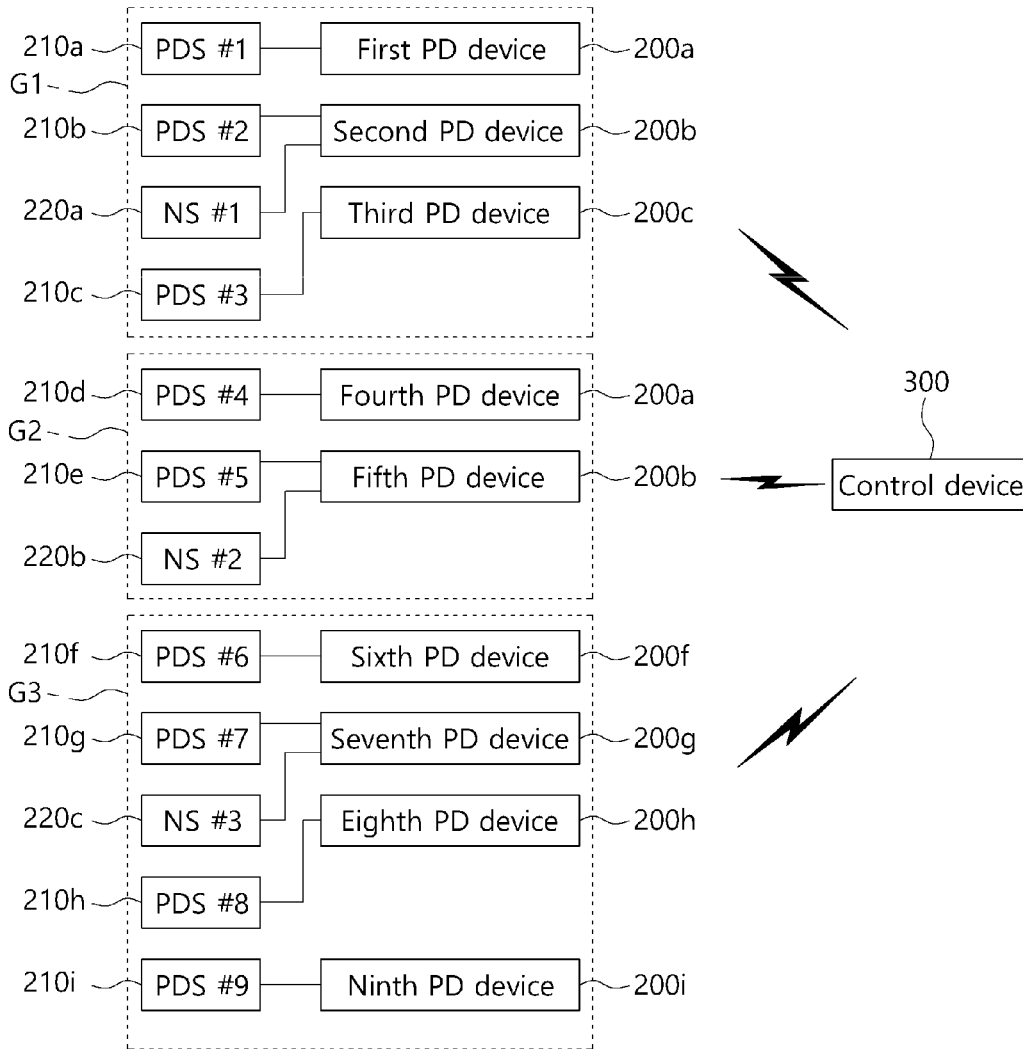 210a PDS #1 First PD device 200a
G1
210b PDS #2 Second PD device 200b
220a NS #1 Third PD device 200c
210c PDS #3
210d PDS #4 Fourth PD device 200a
G2
210e PDS #5 Fifth PD device 200b
220b NS #2
300
Control device
210f PDS #6 Sixth PD device 200f
G3
210g PDS #7 Seventh PD device 200g
220c NS #3 Eighth PD device 200h
210h PDS #8
210i PDS #9 Ninth PD device 200i